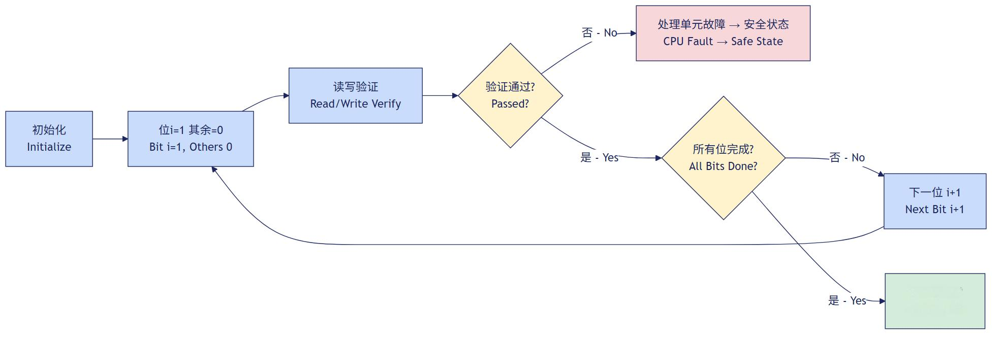 初始化
Initialize
位i=1 其余=0
Bit i=1, Others 0
读写验证
Read/Write Verify
验证通过?
Passed?
否 - No
处理单元故障 → 安全状态
CPU Fault → Safe State
是 - Yes
所有位完成?
All Bits Done?
否 - No
下一位 i+1
Next Bit i+1
是 - Yes